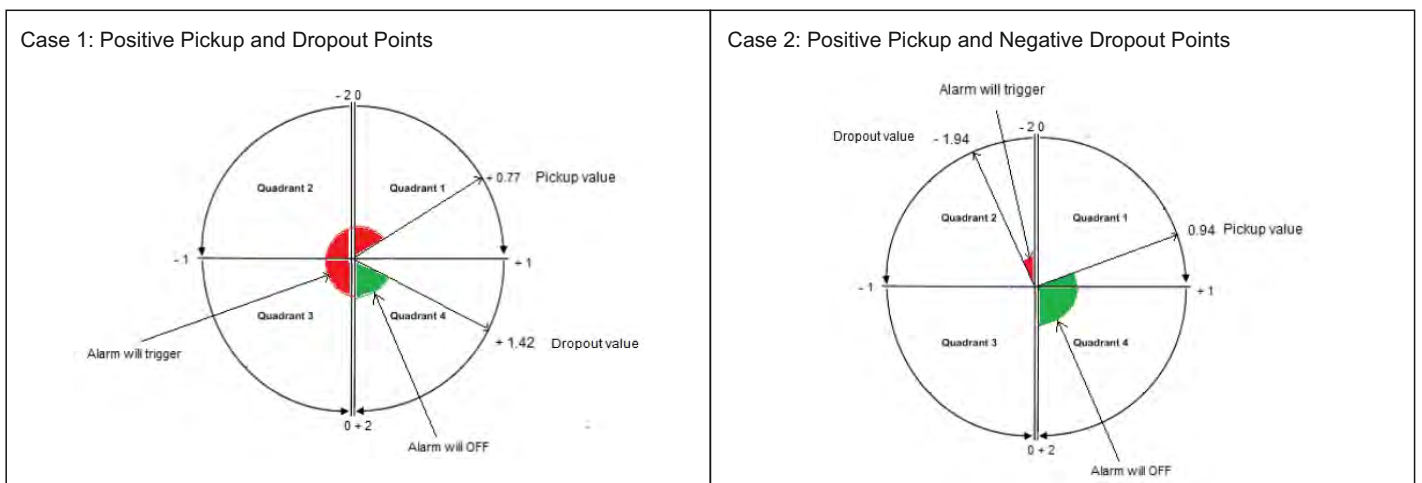 Case 1: Positive Pickup and Dropout Points
- 2 0
Quadrant 2
Quadrant 1
+ 0.77 Pickup value
- 1
+ 1
Quadrant 3
Quadrant 4
Alarm will trigger
+ 1.42 Dropout value
0 + 2
Alarm will OFF
Case 2: Positive Pickup and Negative Dropout Points
Alarm will trigger
Dropout value - 1.94
- 2 0
Quadrant 2
Quadrant 1
0.94 Pickup value
- 1
+ 1
Quadrant 3
Quadrant 4
0 + 2
Alarm will OFF